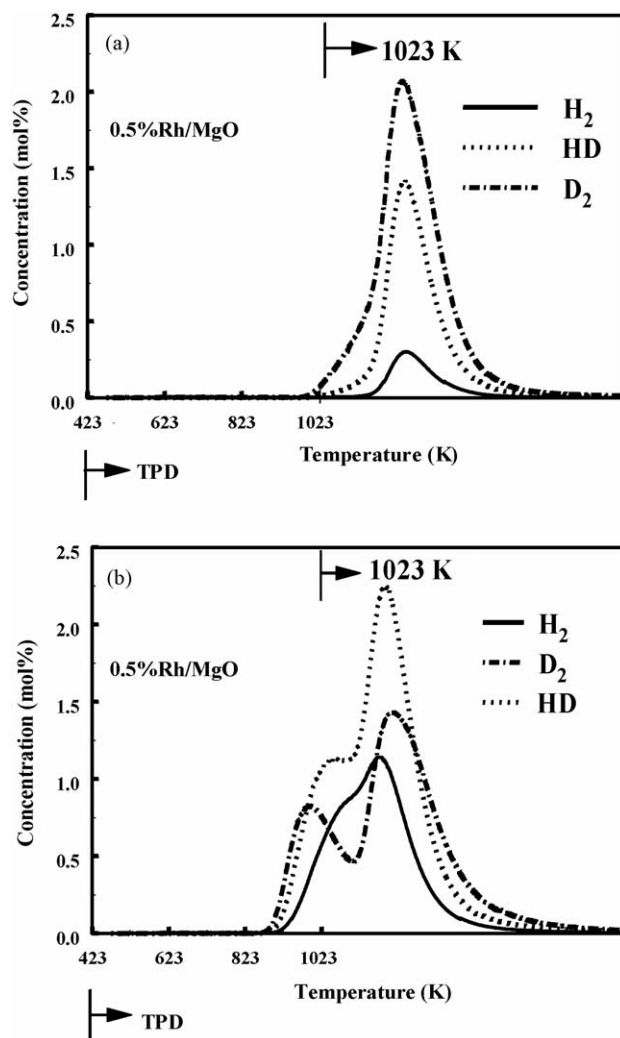 (a)
1023 K
0.5%Rh/MgO
H2
HD
D2
Concentration (mol%)
2.5
2.0
1.5
1.0
0.5
0.0
423 623 823 1023
Temperature (K)
TPD
(b)
1023 K
0.5%Rh/MgO
H2
D2
HD
Concentration (mol%)
2.5
2.0
1.5
1.0
0.5
0.0
423 623 823 1023
Temperature (K)
TPD